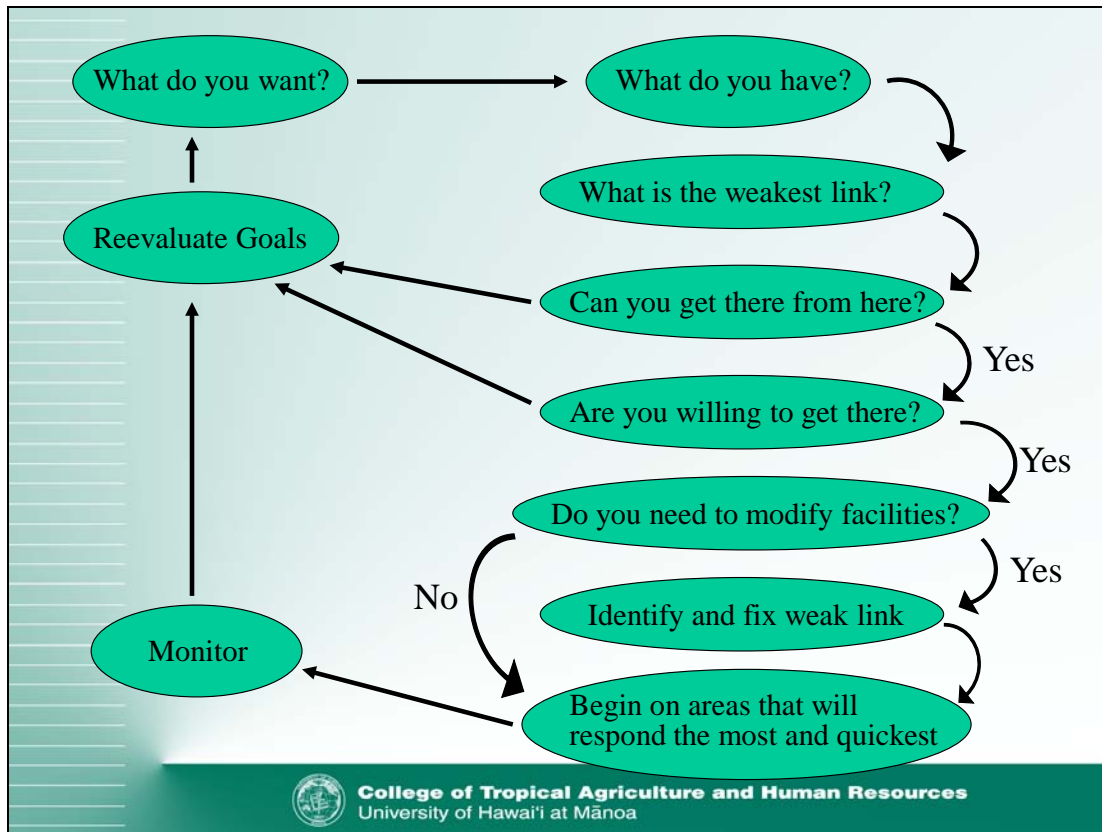 What do you want?
What do you have?
What is the weakest link?
Reevaluate Goals
Can you get there from here?
Yes
Are you willing to get there?
Yes
Do you need to modify facilities?
Yes
No
Identify and fix weak link
Monitor
Begin on areas that will
respond the most and quickest
College of Tropical Agriculture and Human Resources
University of Hawai‘i at Mānoa